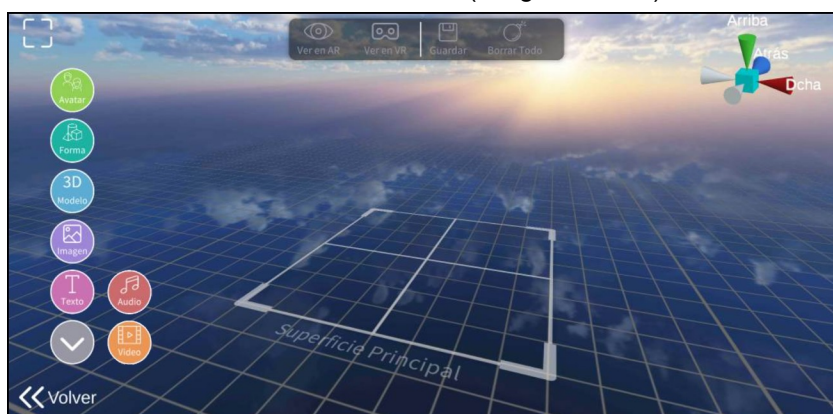 Ver en AR
Ver en VR
Guardar
Borrar Todo
Arriba
Atrás
Dcha
Avatar
Forma
3D
Modelo
Imagen
Texto
Audio
Vídeo
Superficie Principal
Volver